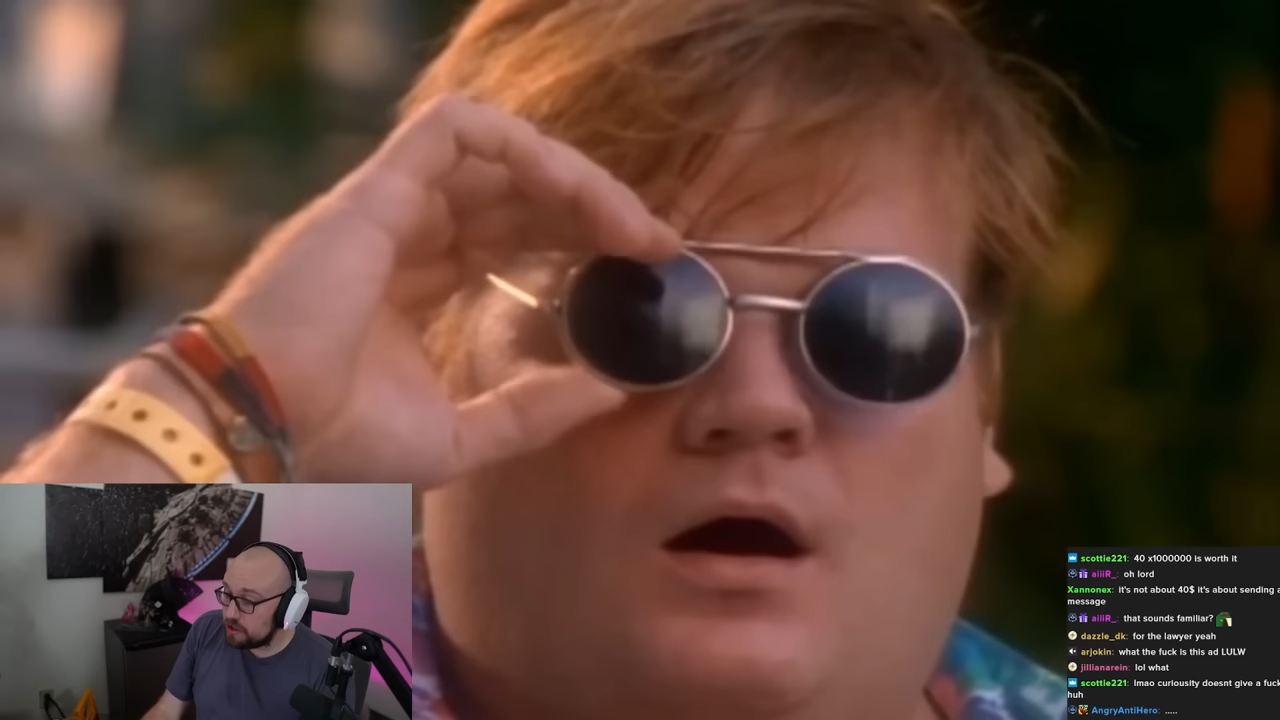 scottie221: 40 x1000000 is worth it
aiiiR_: oh lord
Xannonex: it's not about 40$ it's about sending a
message
aiiiR_: that sounds familiar?
dazzle_dk: for the lawyer yeah
arjokin: what the fuck is this ad LULW
jillianarein: lol what
scottie221: lmao curiousity doesnt give a fuck
huh
AngryAntiHero: .....